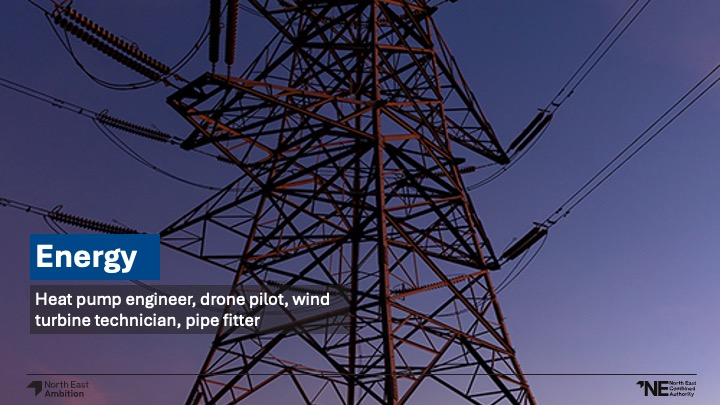 Energy
Heat pump engineer, drone pilot, wind
turbine technician, pipe fitter
North East
Ambition
NE
North East
Combined
Authority